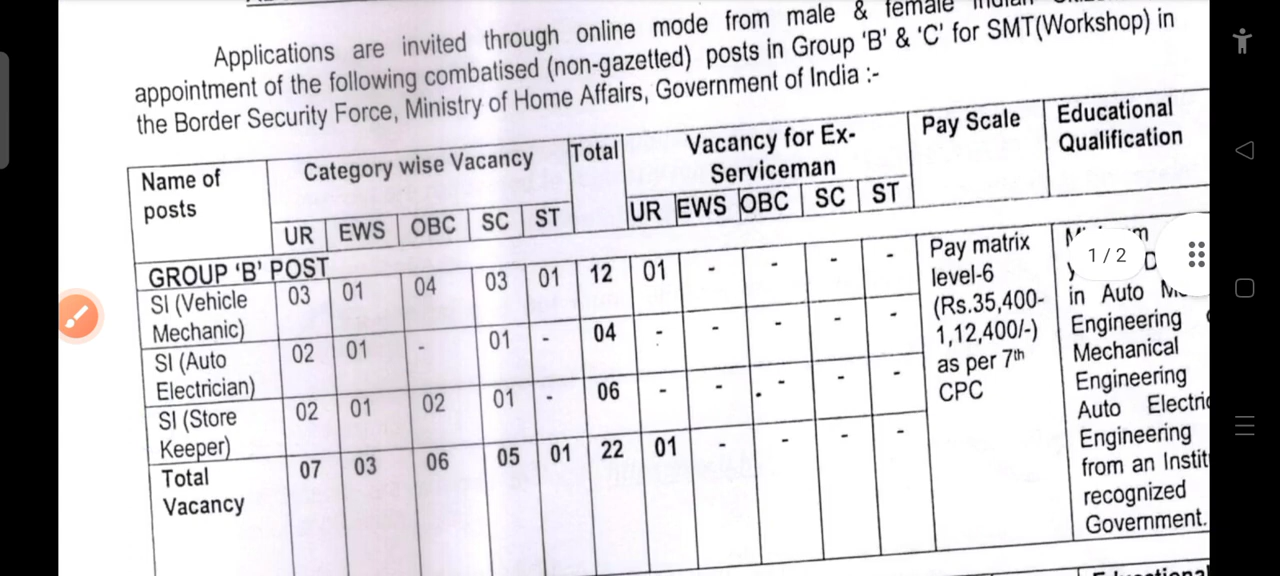 Applications are invited through online mode from male & female Indian
appointment of the following combatised (non-gazetted) posts in Group 'B' & 'C' for SMT(Workshop) in
the Border Security Force, Ministry of Home Affairs, Government of India :-
Name of posts
Category wise Vacancy
Total
Vacancy for Ex-Serviceman
Pay Scale
Educational Qualification
UR EWS OBC SC ST
UR EWS OBC SC ST
GROUP 'B' POST
SI (Vehicle Mechanic) 03 01 04 03 01 12 01 - - - -
SI (Auto Electrician) 02 01 - 01 - 04 - - - - -
SI (Store Keeper) 02 01 02 01 - 06 - - - - -
Total Vacancy 07 03 06 05 01 22 01 - - - -
Pay matrix
level-6
(Rs.35,400-
1,12,400/-)
as per 7th
CPC
in Auto
Engineering
Mechanical
Engineering
Auto
Engineering
from an
recognized
Government.
1/2